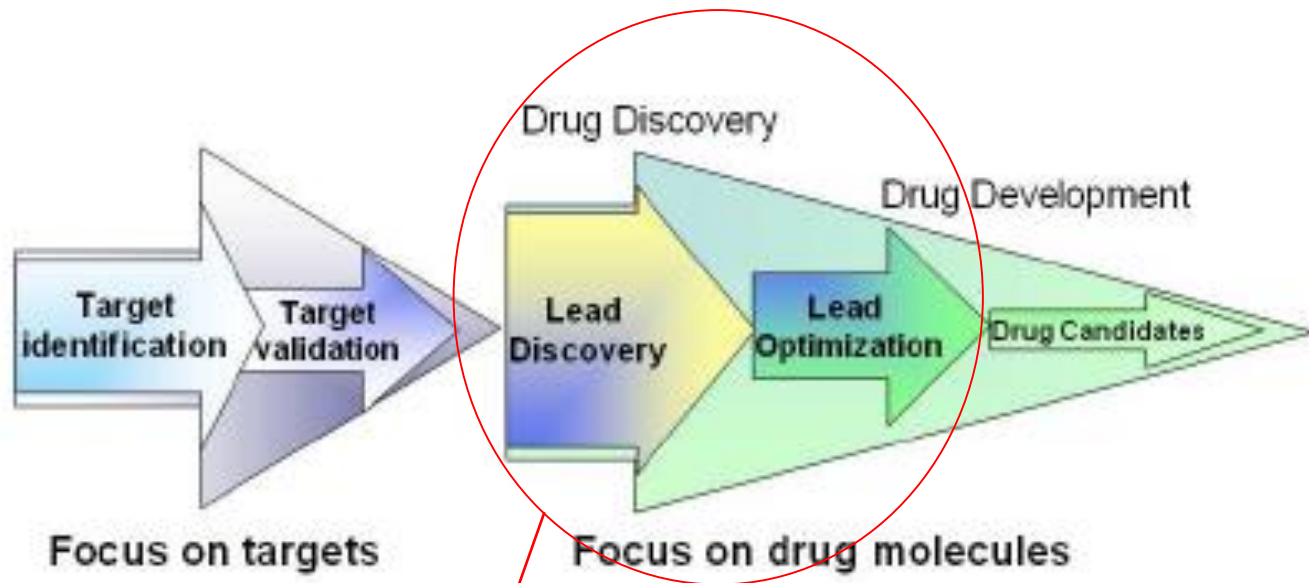 Drug Discovery
Drug Development
Target
identification
Target
validation
Lead
Discovery
Lead
Optimization
Drug Candidates
Focus on targets
Focus on drug molecules